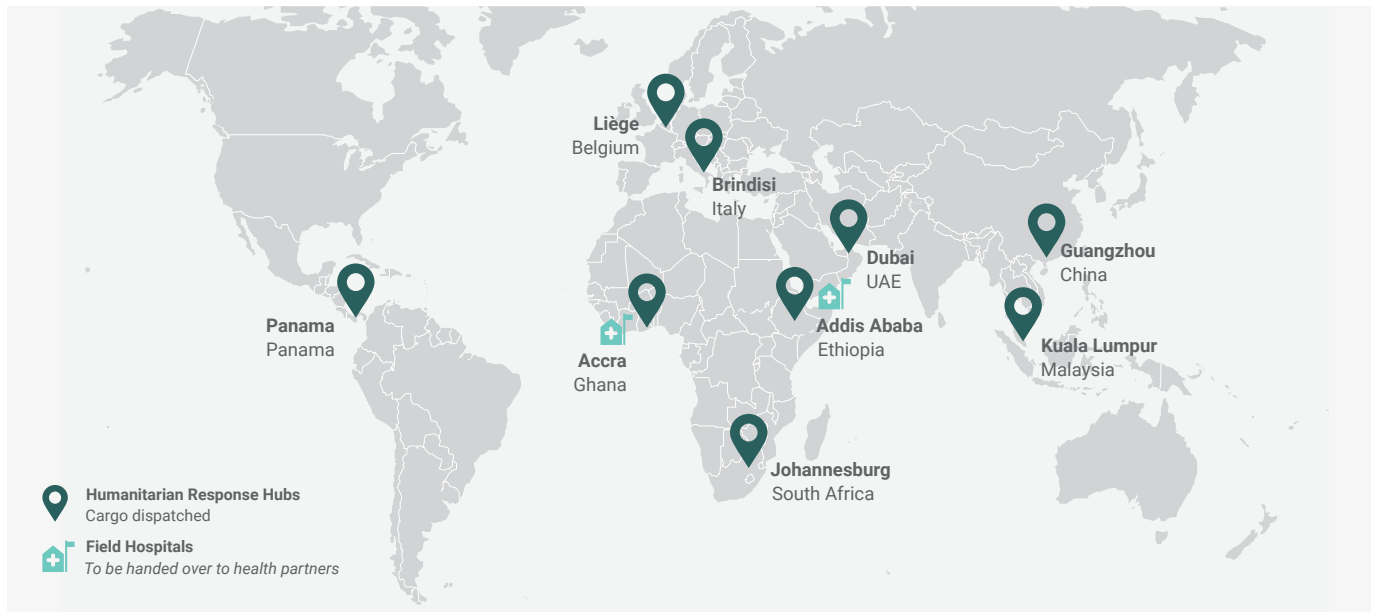 Liège
Belgium
Brindisi
Italy
Dubai
UAE
Guangzhou
China
Panama
Panama
Accra
Ghana
Addis Ababa
Ethiopia
Kuala Lumpur
Malaysia
Johannesburg
South Africa
Humanitarian Response Hubs
Cargo dispatched
Field Hospitals
To be handed over to health partners